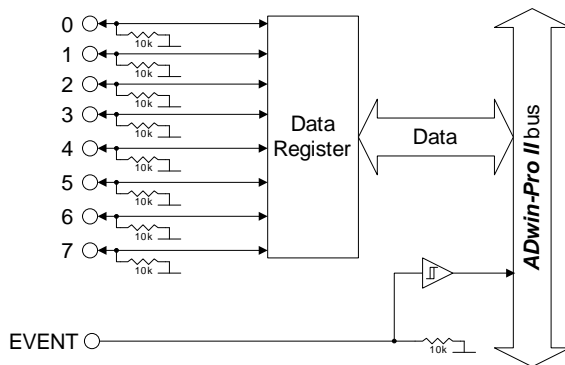 0
10k
1
10k
2
10k
3
10k
4
10k
5
10k
6
10k
7
10k
Data
Register
Data
ADwin-Pro II bus
EVENT
10k